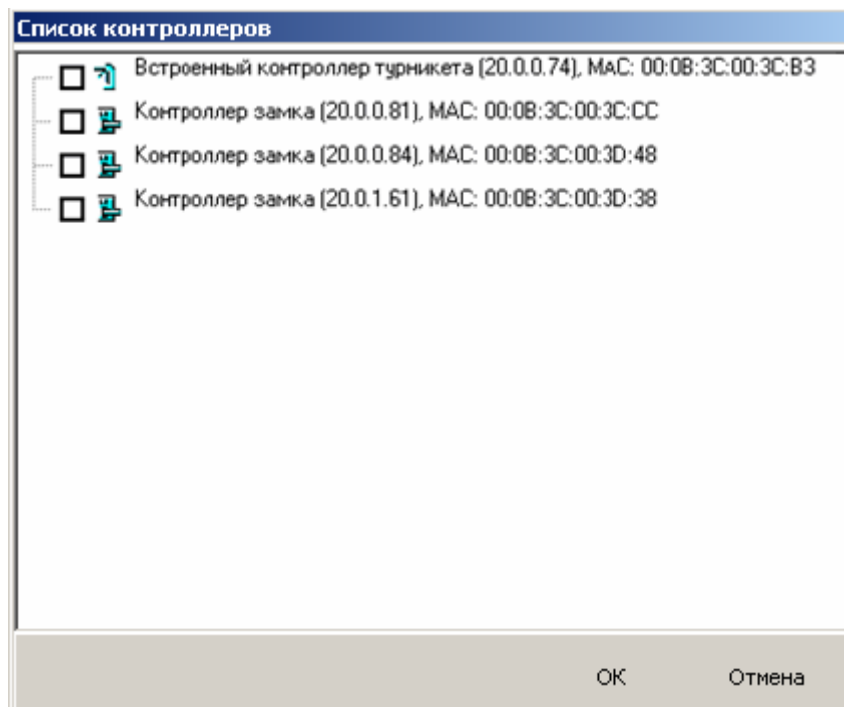 Список контроллеров
Встроенный контроллер турникета (20.0.0.74), MAC: 00:0B:3C:00:3C:B3
Контроллер замка (20.0.0.81), MAC: 00:0B:3C:00:3C:CC
Контроллер замка (20.0.0.84), MAC: 00:0B:3C:00:3D:48
Контроллер замка (20.0.1.61), MAC: 00:0B:3C:00:3D:38
ОК Отмена